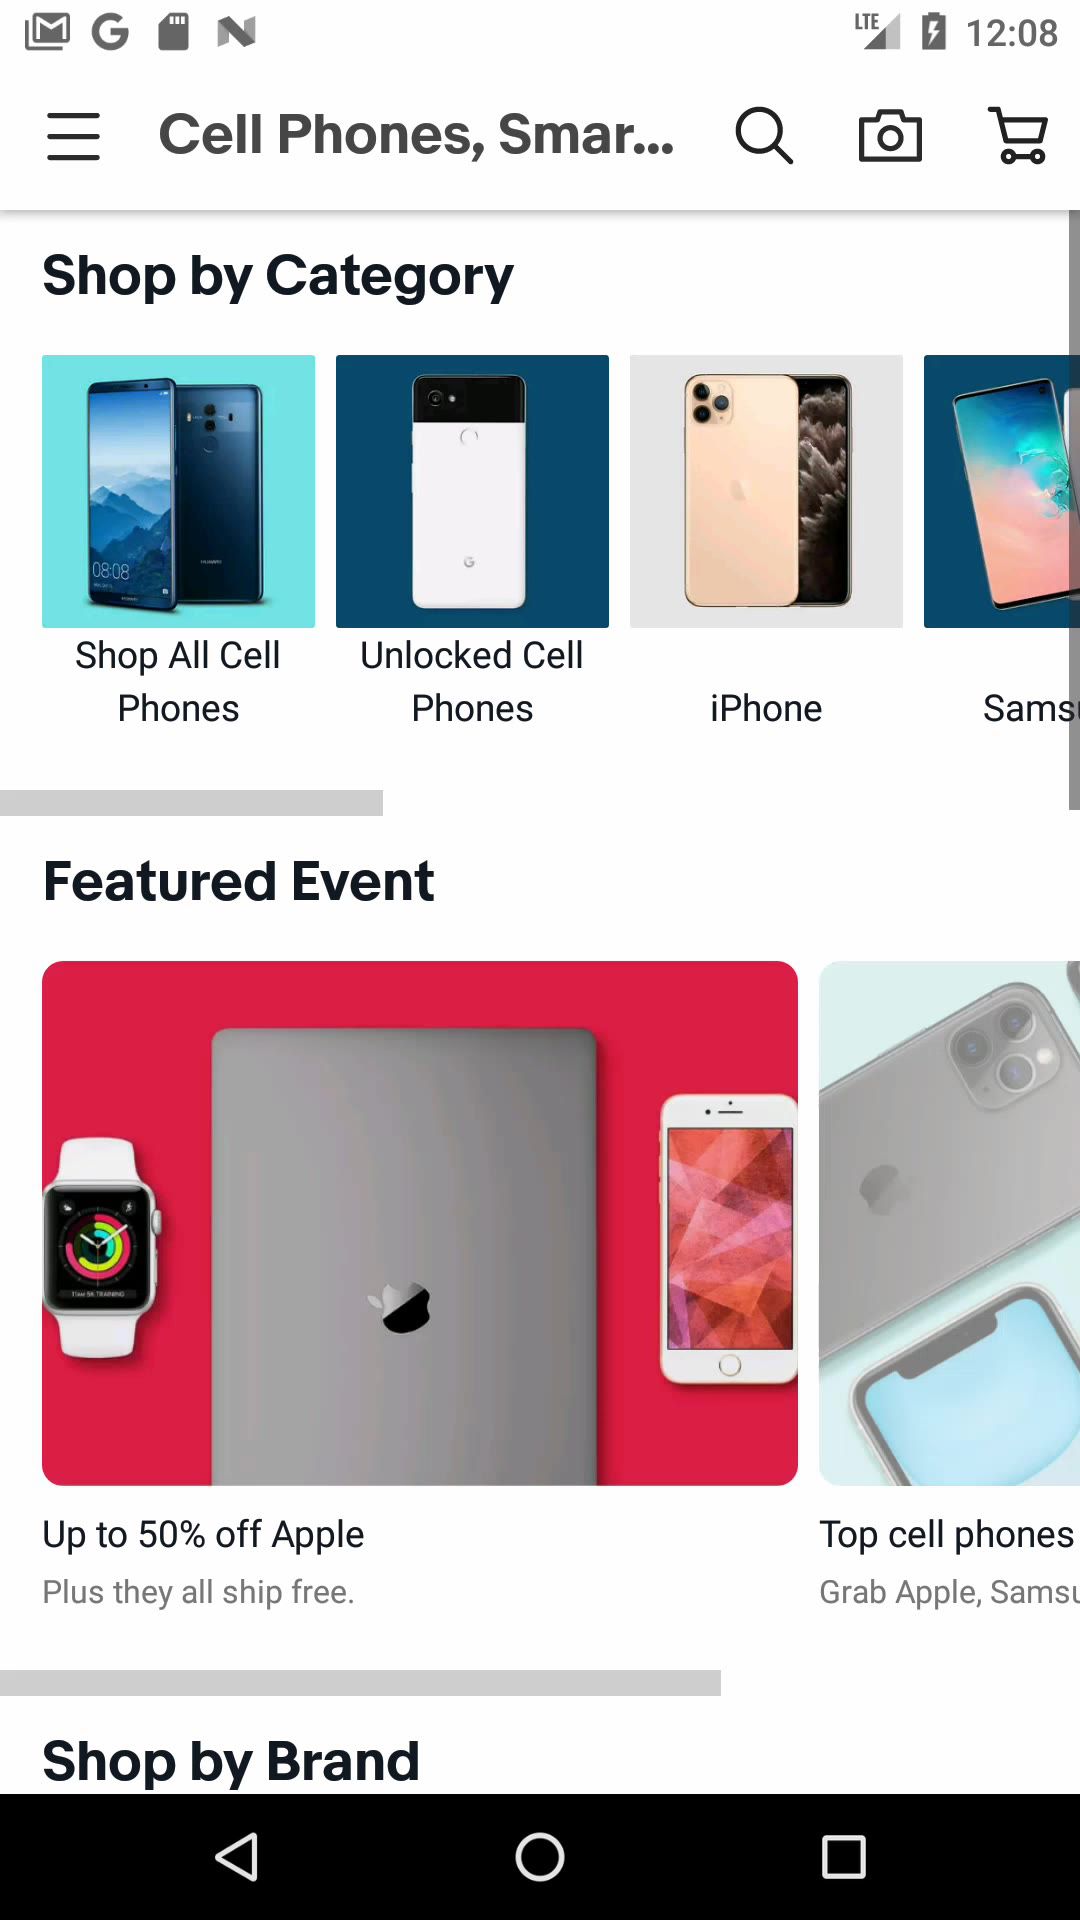 LTE 12:08
Cell Phones, Smar...
Shop by Category
08:08
HUAWEI
Shop All Cell
Phones
Unlocked Cell
Phones
iPhone
Samsu
Featured Event
Up to 50% off Apple
Plus they all ship free.
Top cell phones
Grab Apple, Samsu
Shop by Brand